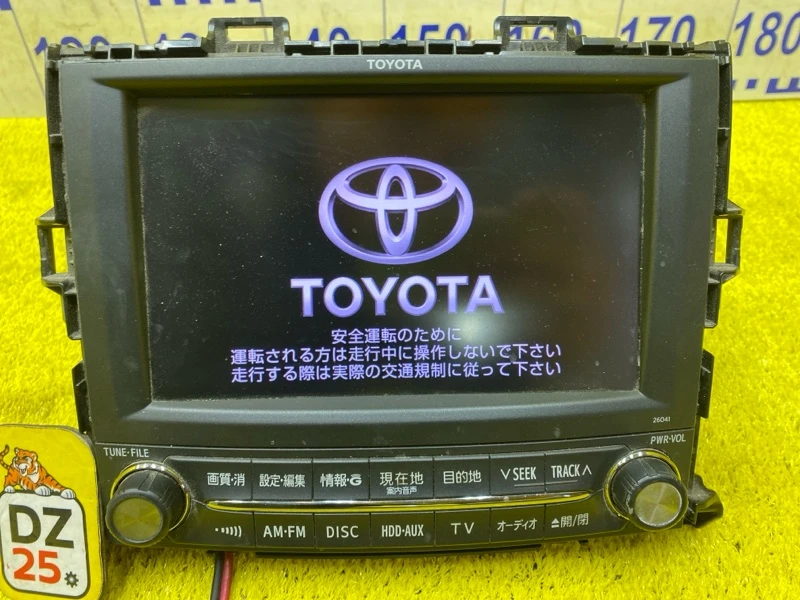 130 150 160 170 180
TOYOTA
TOYOTA
安全運転のために
運転される方は走行中に操作しないで下さい
走行する際は実際の交通規制に従って下さい
26041
TUNE・FILE
PWR・VOL
画質・消 設定・編集 情報・G 現在地 目的地 ∨SEEK TRACK∧
案内音声
AM・FM DISC HDD・AUX TV オーディオ ≜開/閉
DZ
25